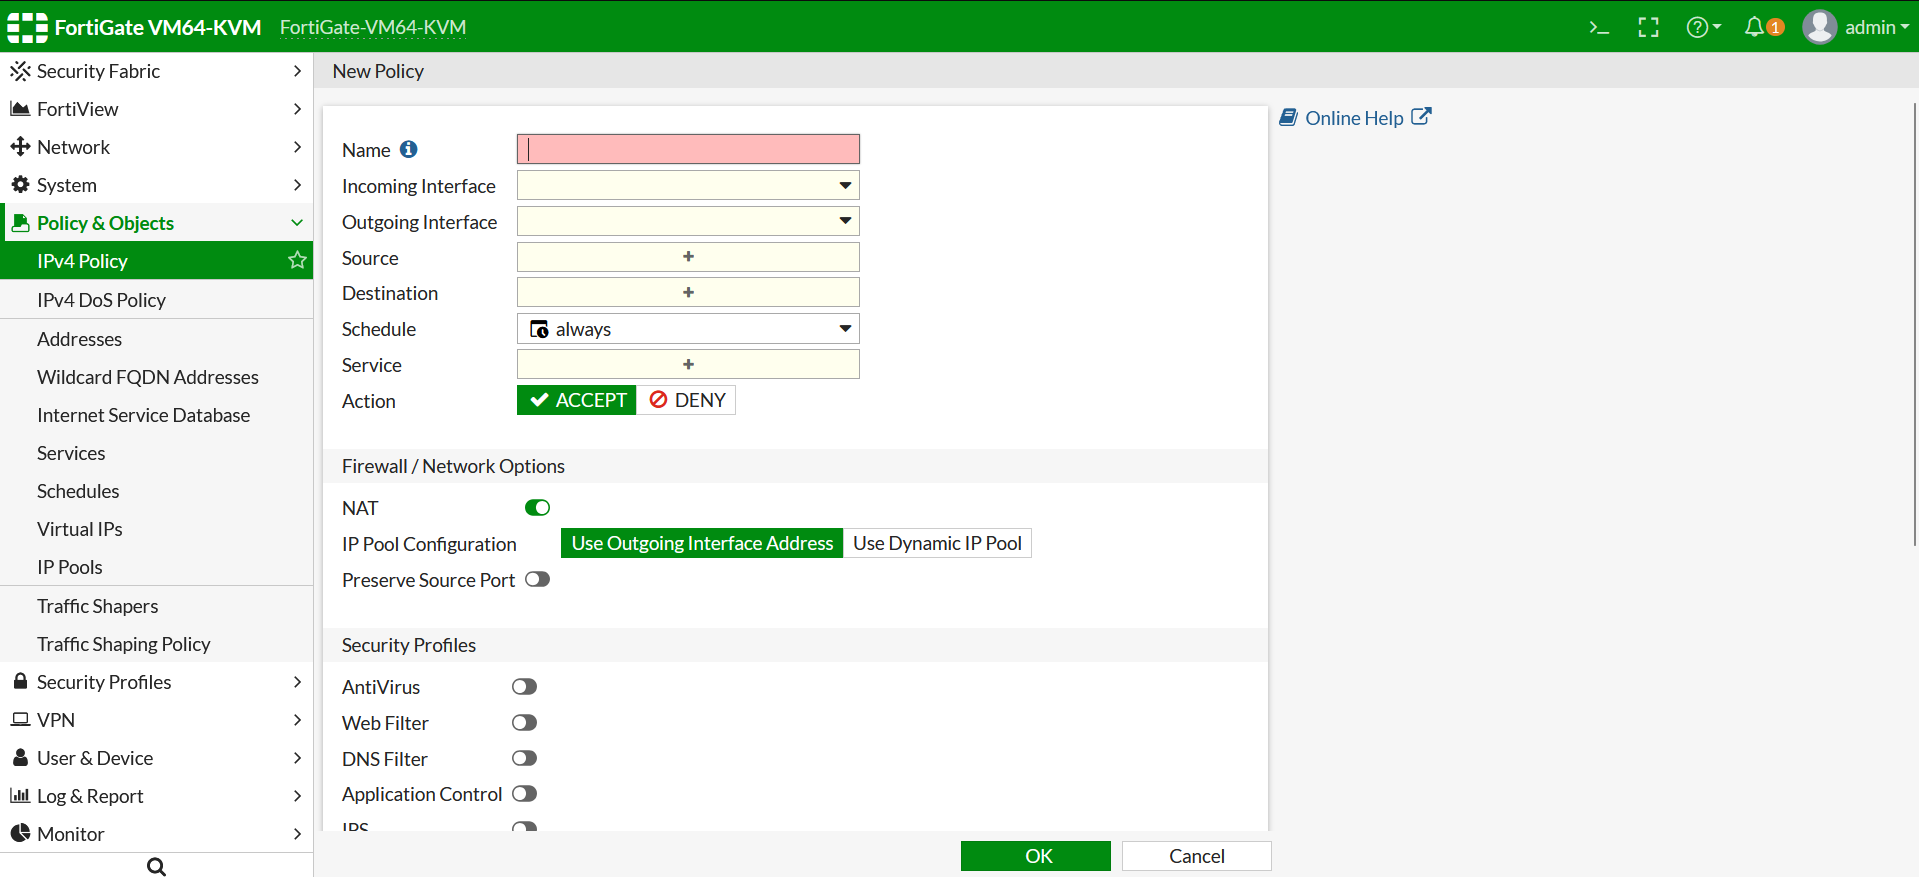 FortiGate VM64-KVM FortiGate-VM64-KVM
1 admin
Security Fabric
FortiView
Network
System
Policy & Objects
IPv4 Policy
IPv4 DoS Policy
Addresses
Wildcard FQDN Addresses
Internet Service Database
Services
Schedules
Virtual IPs
IP Pools
Traffic Shapers
Traffic Shaping Policy
Security Profiles
VPN
User & Device
Log & Report
Monitor
New Policy
Name
Incoming Interface
Outgoing Interface
Source
Destination
Schedule always
Service
Action ACCEPT DENY
Firewall / Network Options
NAT
IP Pool Configuration Use Outgoing Interface Address Use Dynamic IP Pool
Preserve Source Port
Security Profiles
AntiVirus
Web Filter
DNS Filter
Application Control
IPS
OK Cancel
Online Help